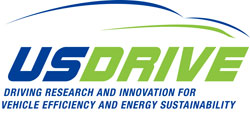 USDRIVE
DRIVING RESEARCH AND INNOVATION FOR
VEHICLE EFFICIENCY AND ENERGY SUSTAINABILITY